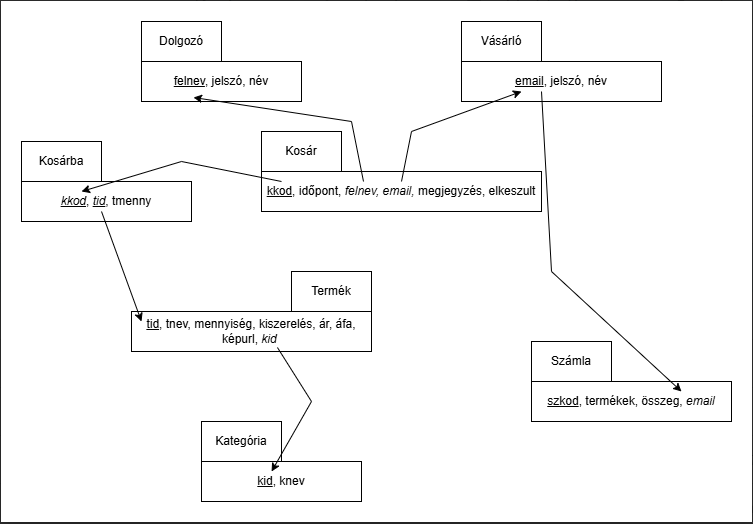 Dolgozó
felnev, jelszó, név
Vásárló
email, jelszó, név
Kosár
kkod, időpont, felnev, email, megjegyzés, elkeszult
Kosárba
kkod, tid, tmenny
Termék
tid, tnev, mennyiség, kiszerelés, ár, áfa,
képurl, kid
Számla
szkod, termékek, összeg, email
Kategória
kid, knev